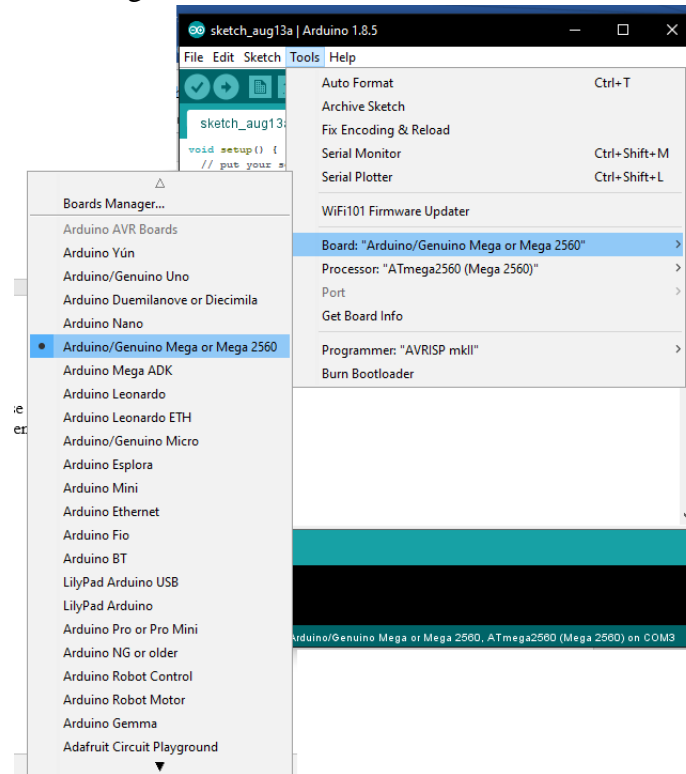 sketch_aug13a | Arduino 1.8.5
File Edit Sketch Tools Help
sketch_aug13
void setup() {
// put your s
Auto Format Ctrl+T
Archive Sketch
Fix Encoding & Reload
Serial Monitor Ctrl+Shift+M
Serial Plotter Ctrl+Shift+L
WiFi101 Firmware Updater
Board: "Arduino/Genuino Mega or Mega 2560"
Processor: "ATmega2560 (Mega 2560)"
Port
Get Board Info
Programmer: "AVRISP mkII"
Burn Bootloader
Boards Manager...
Arduino AVR Boards
Arduino Yún
Arduino/Genuino Uno
Arduino Duemilanove or Diecimila
Arduino Nano
Arduino/Genuino Mega or Mega 2560
Arduino Mega ADK
Arduino Leonardo
Arduino Leonardo ETH
Arduino/Genuino Micro
Arduino Esplora
Arduino Mini
Arduino Ethernet
Arduino Fio
Arduino BT
LilyPad Arduino USB
LilyPad Arduino
Arduino Pro or Pro Mini
Arduino NG or older
Arduino Robot Control
Arduino Robot Motor
Arduino Gemma
Adafruit Circuit Playground
Arduino/Genuino Mega or Mega 2560, ATmega2560 (Mega 2560) on COM3